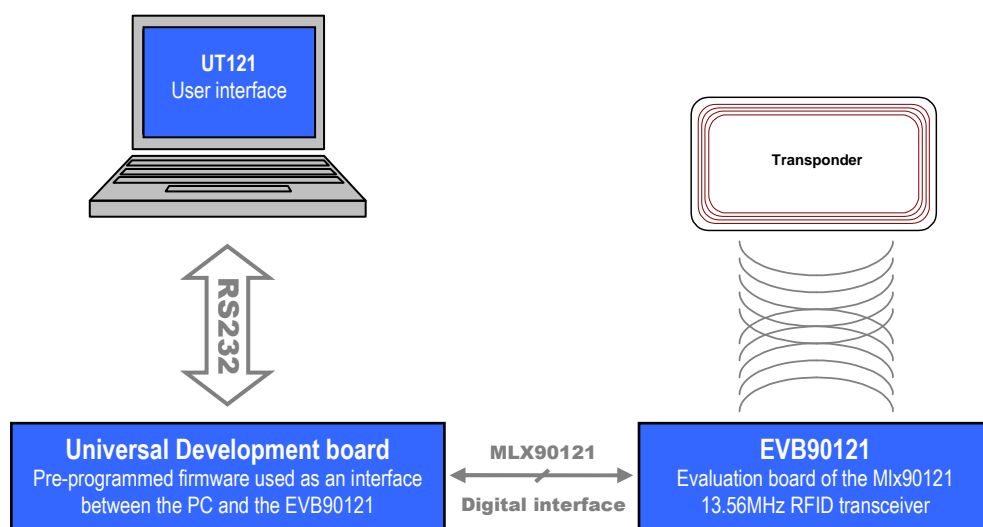 UT121
User interface
Transponder
RS232
Universal Development board
Pre-programmed firmware used as an interface
between the PC and the EVB90121
MLX90121
Digital interface
EVB90121
Evaluation board of the Mlx90121
13.56MHz RFID transceiver